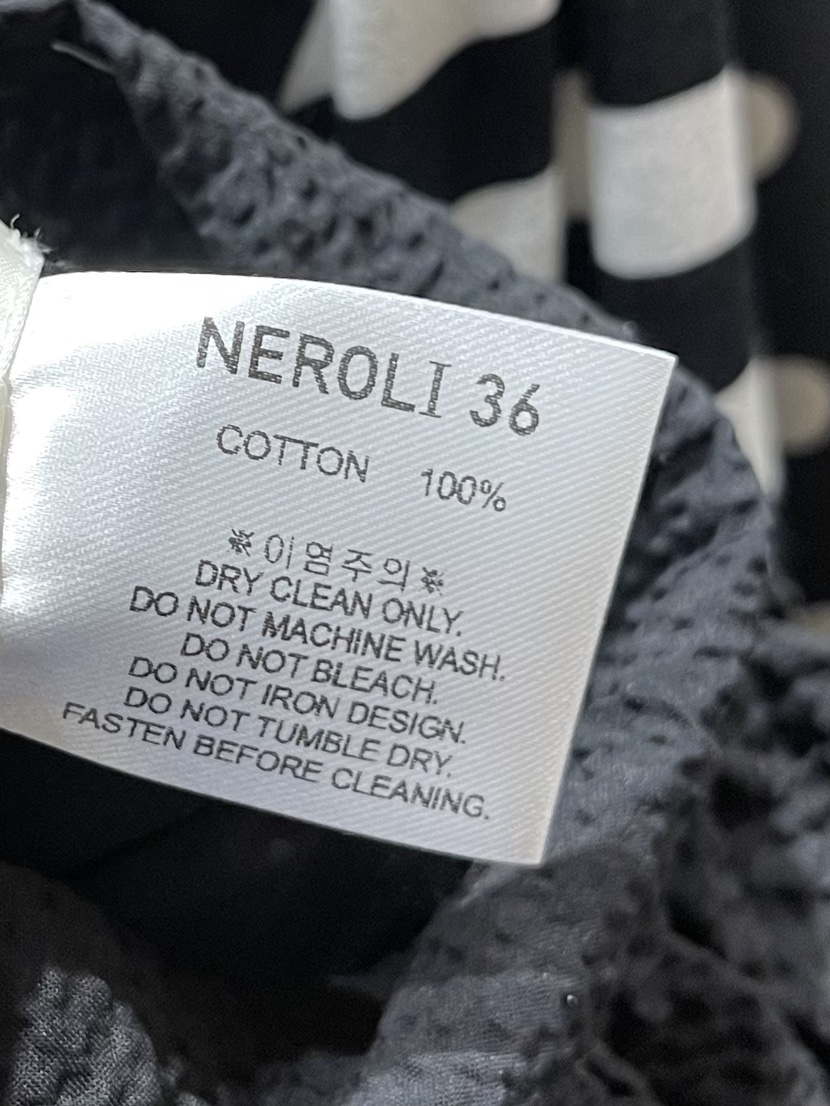 NEROLI 36
COTTON 100%
※이염주의※
DRY CLEAN ONLY.
DO NOT MACHINE WASH.
DO NOT BLEACH.
DO NOT IRON DESIGN.
DO NOT TUMBLE DRY.
FASTEN BEFORE CLEANING.